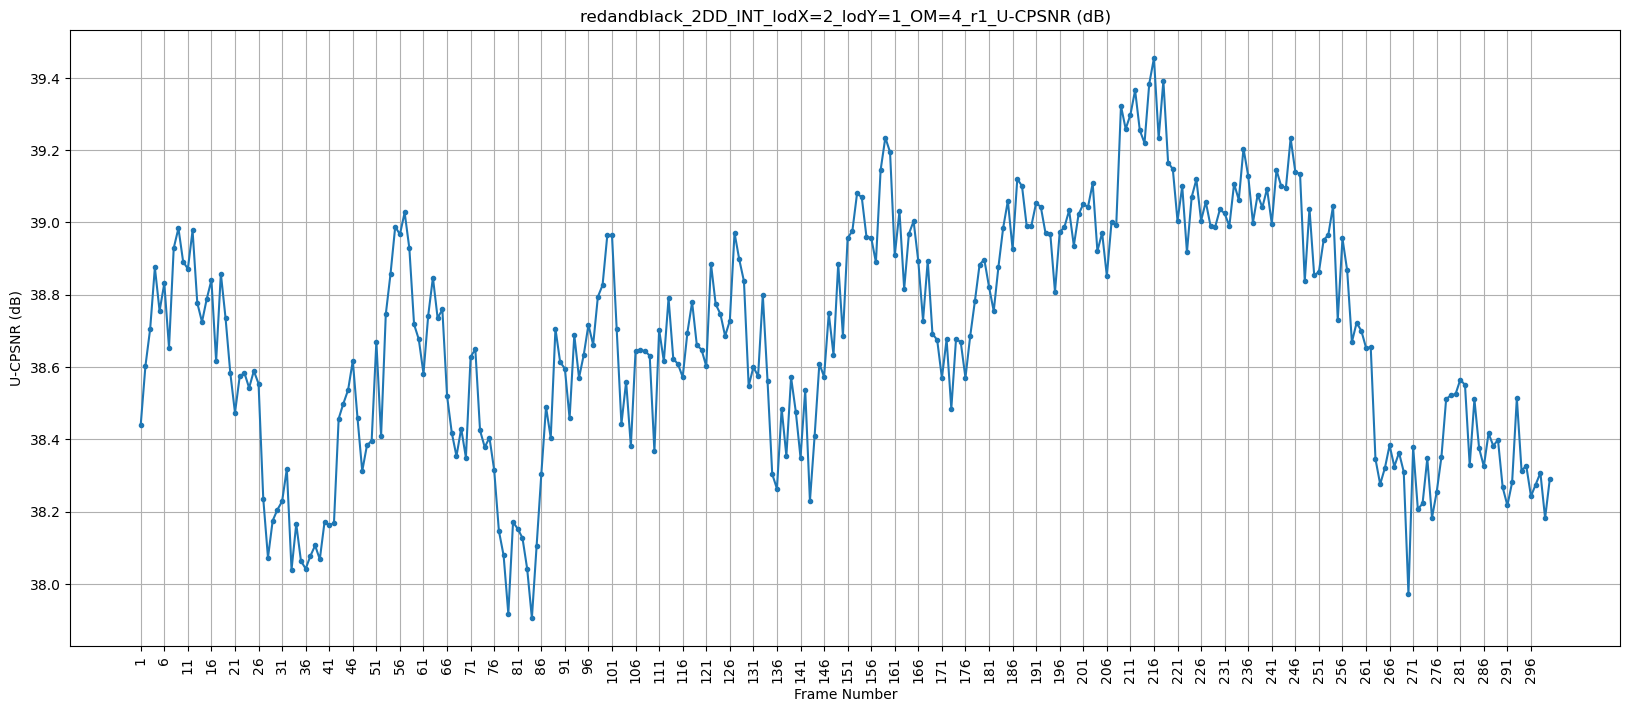 redandblack_2DD_INT_lodX=2_lodY=1_OM=4_r1_U-CPSNR (dB)
U-CPSNR (dB)
39.4
39.2
39.0
38.8
38.6
38.4
38.2
38.0
1 6 11 16 21 26 31 36 41 46 51 56 61 66 71 76 81 86 91 96 101 106 111 116 121 126 131 136 141 146 151 156 161 166 171 176 181 186 191 196 201 206 211 216 221 226 231 236 241 246 251 256 261 266 271 276 281 286 291 296
Frame Number